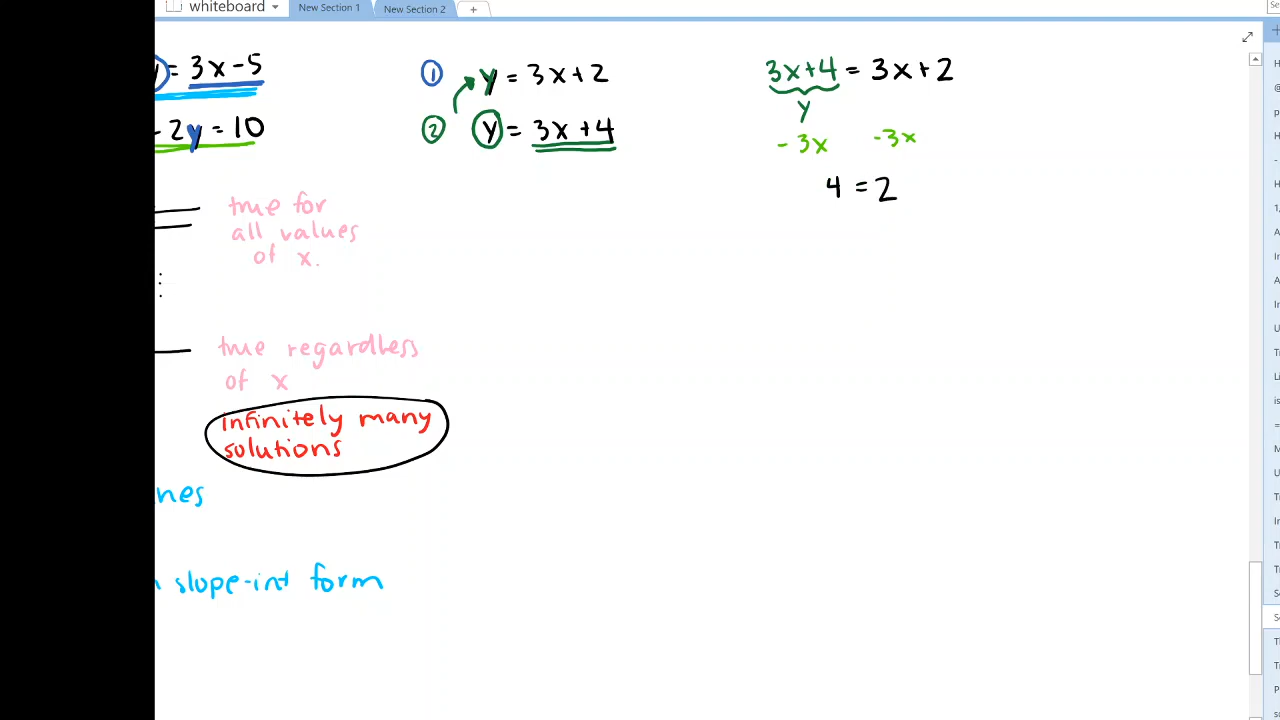 whiteboard
New Section 1
New Section 2
+
= 3x - 5
- 2y = 10
true for
all values
of x.
true regardless
of x
infinitely many
solutions
nes
slope-int form
① y = 3x + 2
② y = 3x + 4
3x + 4 = 3x + 2
y
- 3x -3x
4 = 2